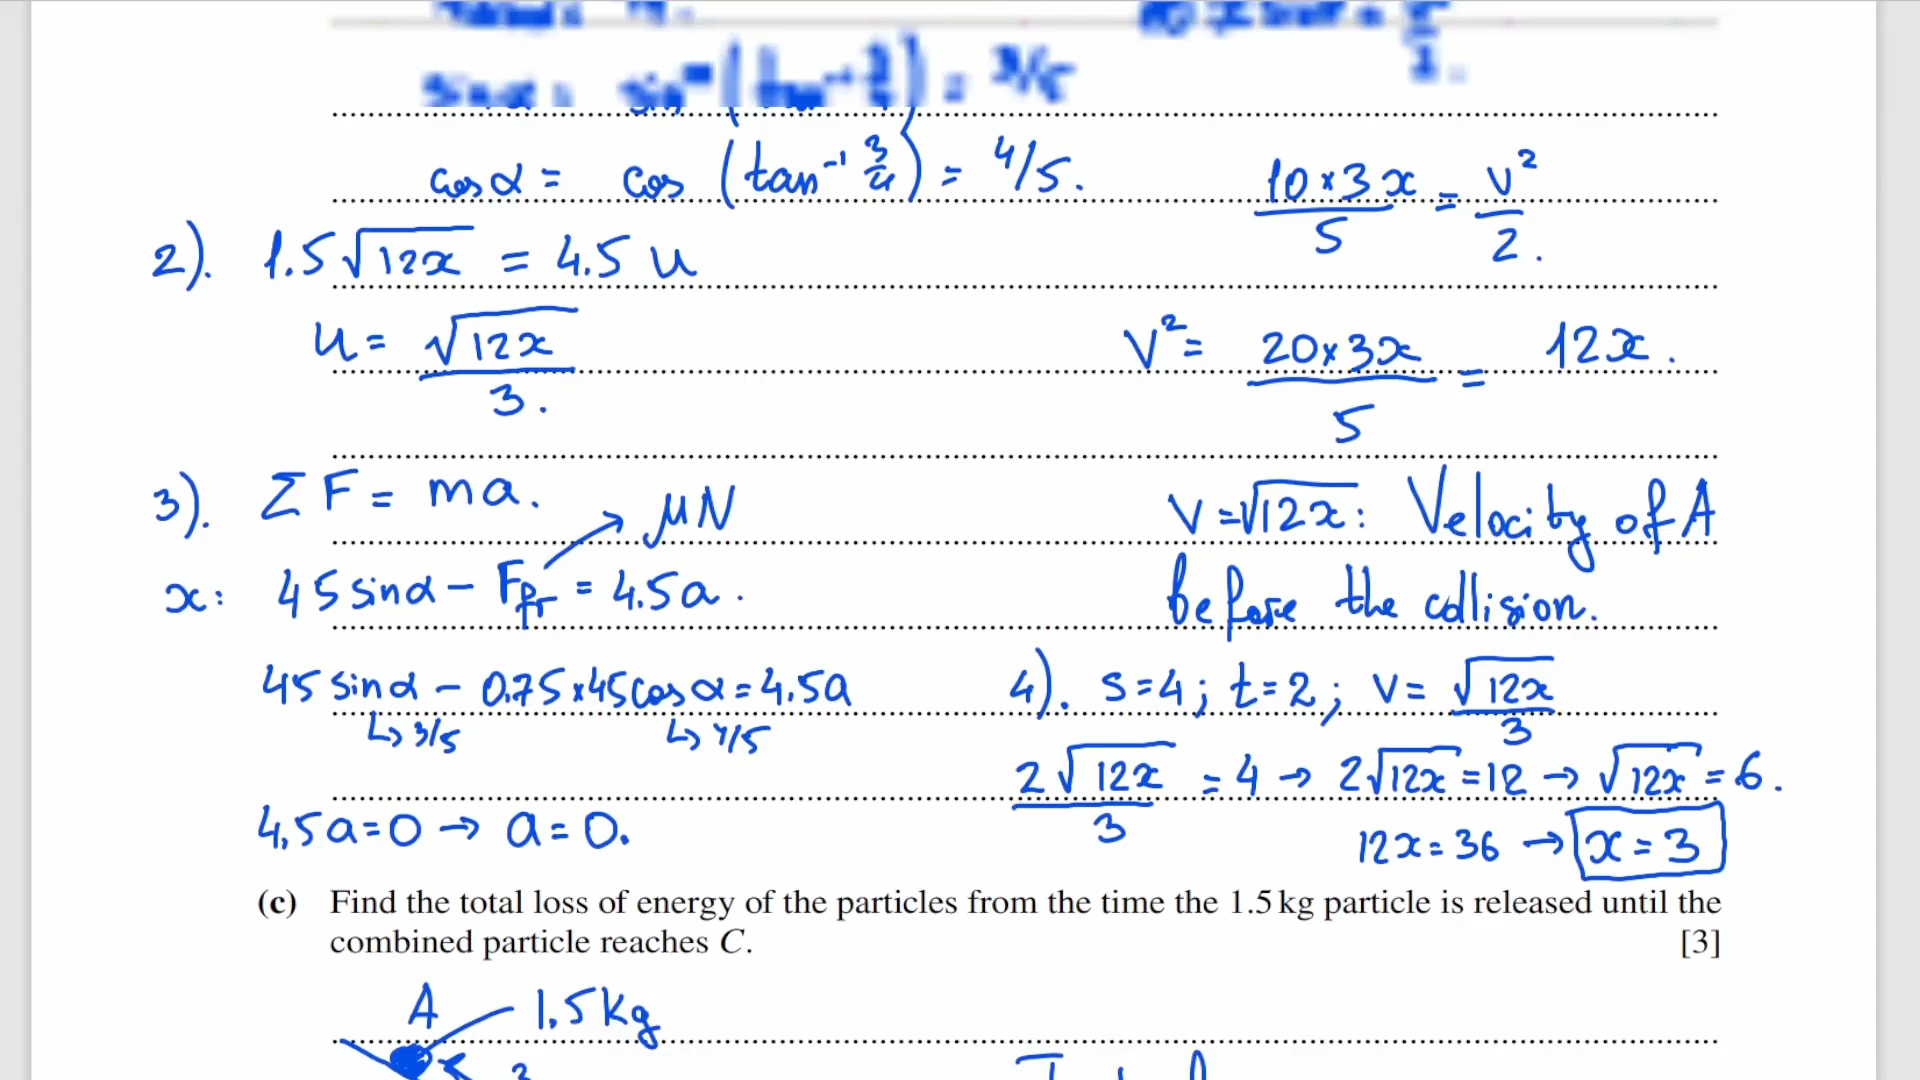 cos α = cos (tan⁻¹ 3/4) = 4/5.
10×3x/5 = v²/2.
2). 1.5√12x = 4.5 u
u = √12x/3.
v² = 20×3x/5 = 12x.
3). ΣF = ma.
μN
x: 45 sin α − Ffr = 4.5a.
45 sin α − 0.75×45 cos α = 4.5a
↳ 3/5 ↳ 4/5
4,5a=0 → a=0.
v=√12x: Velocity of A
before the collision.
4). s=4; t=2; v= √12x/3
2√12x/3 = 4 → 2√12x = 12 → √12x = 6.
12x = 36 → x = 3
(c) Find the total loss of energy of the particles from the time the 1.5 kg particle is released until the
combined particle reaches C. [3]
A 1.5kg